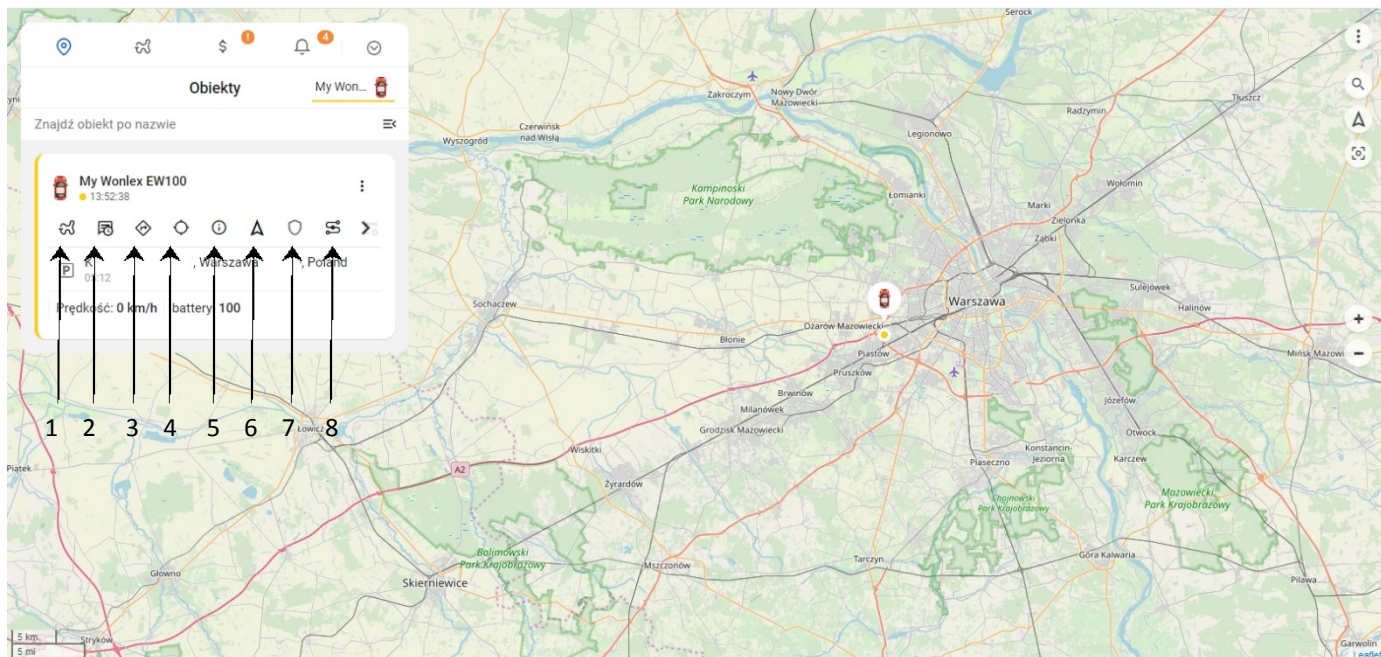 $
!
4
Obiekty
My Won...
Znajdź obiekt po nazwie
My Wonlex EW100
13:52:38
P
, Warszawa , Poland
Prędkość: 0 km/h battery 100
1 2 3 4 5 6 7 8
Serock
Zakroczym
Nowy Dwór
Mazowiecki
Radzymin
Tłuszcz
Wyszogród
Czerwińsk
nad Wisłą
Legionowo
Kampinoski
Park Narodowy
Łomianki
Wołomin
Marki
Zielonka
Ząbki
Sochaczew
Warszawa
Sulejówek
Halinów
Ożarów Mazowiecki
Błonie
Piastów
Mińsk Mazowi
Pruszków
Brwinów
Józefów
Milanówek
Grodzisk Mazowiecki
Otwock
Łowicz
Wiskitki
Konstancin-
Jeziorna
Karczew
Piaseczno
Piątek
A2
Żyrardów
Chojnowski
Park Krajobrazowy
Mazowiecki
Park Krajobrazowy
Bolimowski
Park Krajobrazowy
Tarczyn
Góra Kalwaria
Mszczonów
Głowno
Skierniewice
Pilawa
5 km
5 mi
Stryków
Garwolin
Leaflet